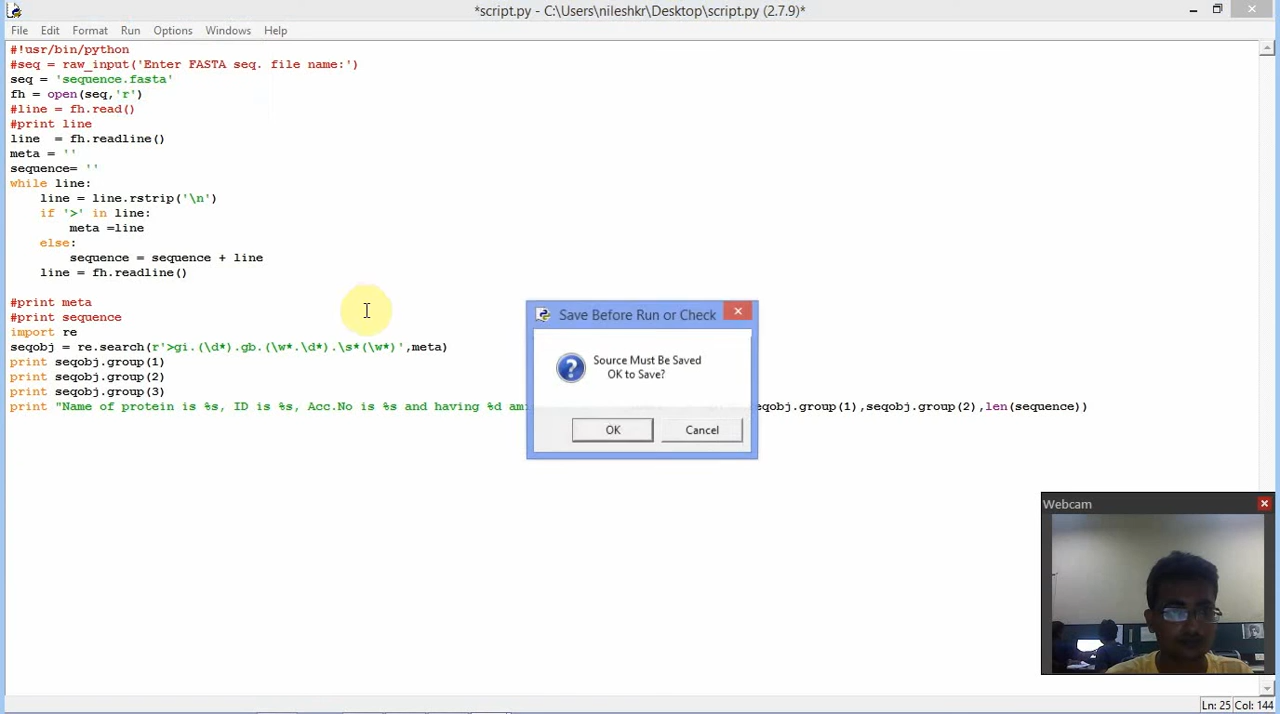 *script.py - C:\Users\nileshkr\Desktop\script.py (2.7.9)*
File Edit Format Run Options Windows Help
#!usr/bin/python
#seq = raw_input('Enter FASTA seq. file name:')
seq = 'sequence.fasta'
fh = open(seq,'r')
#line = fh.read()
#print line
line  = fh.readline()
meta = ''
sequence= ''
while line:
    line = line.rstrip('\n')
    if '>' in line:
        meta =line
    else:
        sequence = sequence + line
    line = fh.readline()
#print meta
#print sequence
import re
seqobj = re.search(r'>gi.(\d*).gb.(\w*.\d*).\s*(\w*)',meta)
print seqobj.group(1)
print seqobj.group(2)
print seqobj.group(3)
print "Name of protein is %s, ID is %s, Acc.No is %s and having %d eqobj.group(1),seqobj.group(2),len(sequence))
Save Before Run or Check
Source Must Be Saved
OK to Save?
OK Cancel
Webcam
Ln: 25 Col: 144